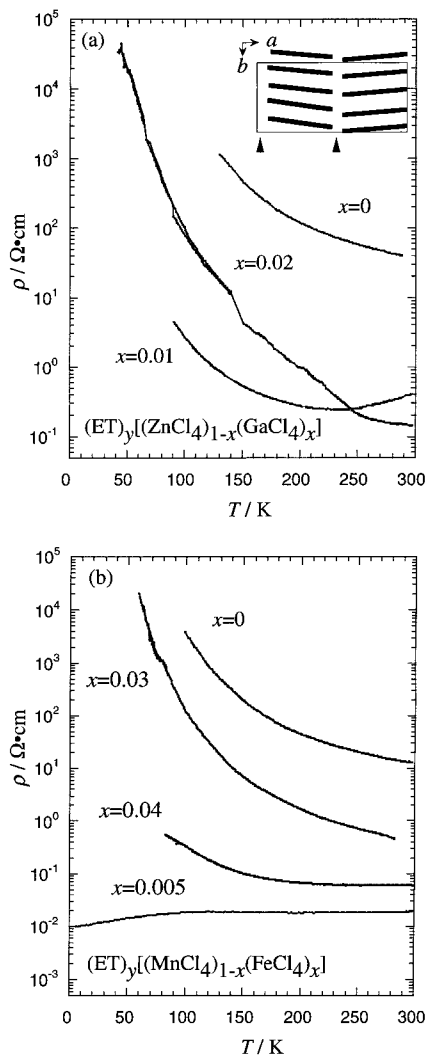 (a)
a
b
10^5
10^4
10^3
10^2
10^1
10^0
10^-1
ρ / Ω•cm
x=0
x=0.02
x=0.01
(ET)y[(ZnCl4)1-x(GaCl4)x]
0 50 100 150 200 250 300
T / K
(b)
10^5
10^4
10^3
10^2
10^1
10^0
10^-1
10^-2
10^-3
ρ / Ω•cm
x=0
x=0.03
x=0.04
x=0.005
(ET)y[(MnCl4)1-x(FeCl4)x]
0 50 100 150 200 250 300
T / K